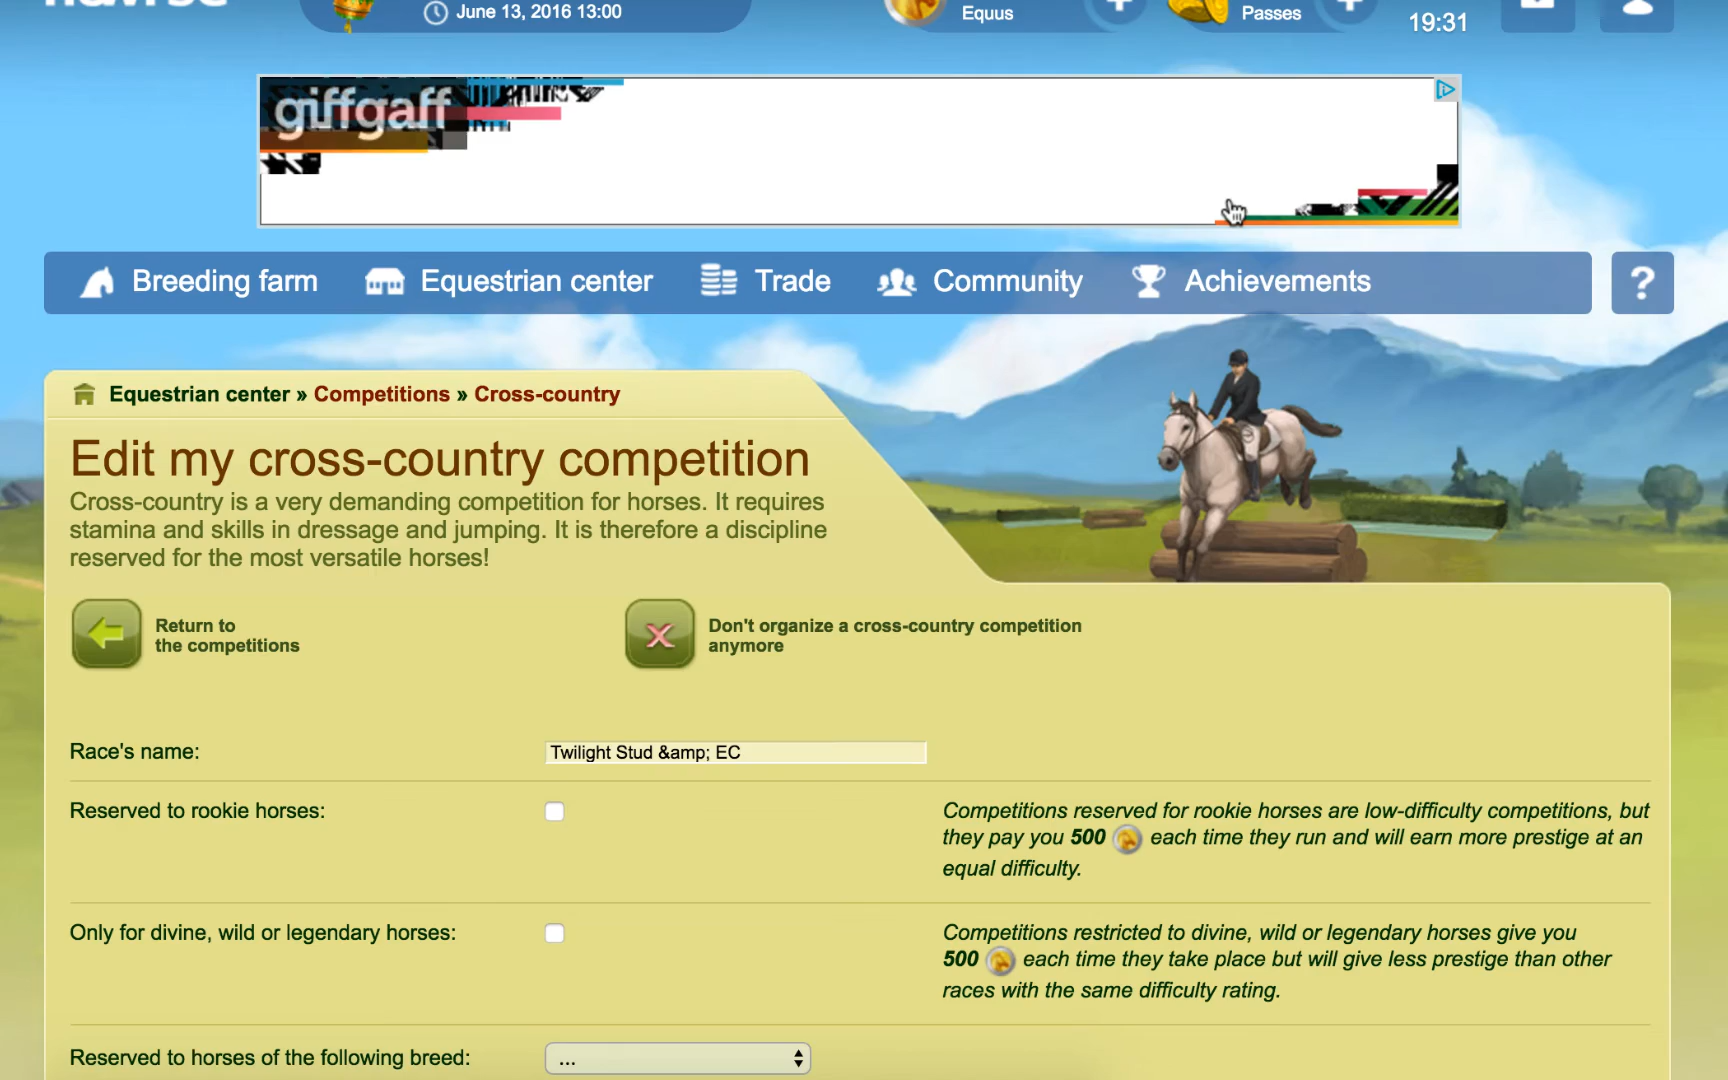 June 13, 2016 13:00
Equus
Passes
19:31
giffgaff
Breeding farm
Equestrian center
Trade
Community
Achievements
?
Equestrian center » Competitions » Cross-country
Edit my cross-country competition
Cross-country is a very demanding competition for horses. It requires
stamina and skills in dressage and jumping. It is therefore a discipline
reserved for the most versatile horses!
Return to
the competitions
Don't organize a cross-country competition
anymore
Race's name:
Twilight Stud &amp; EC
Reserved to rookie horses:
Competitions reserved for rookie horses are low-difficulty competitions, but
they pay you 500 each time they run and will earn more prestige at an
equal difficulty.
Only for divine, wild or legendary horses:
Competitions restricted to divine, wild or legendary horses give you
500 each time they take place but will give less prestige than other
races with the same difficulty rating.
Reserved to horses of the following breed:
...